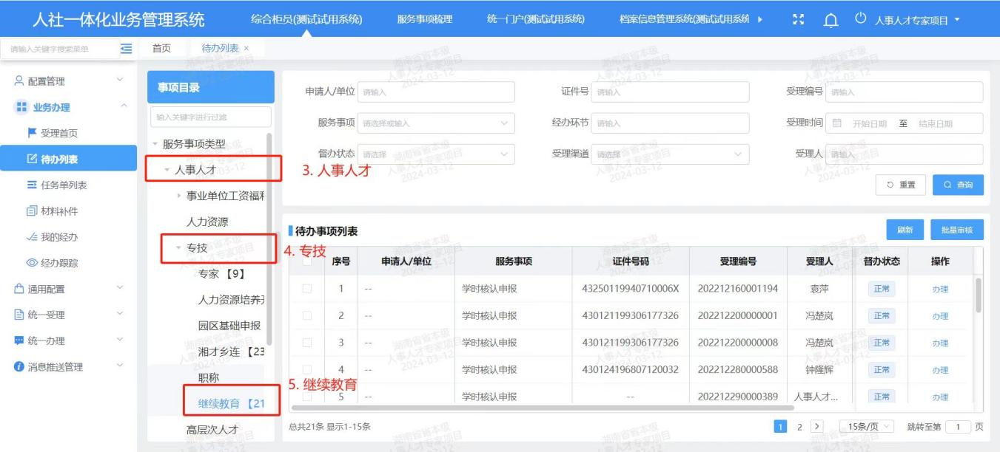 人社一体化业务管理系统
综合柜员(测试试用系统)
服务事项梳理
统一门户(测试试用系统)
档案信息管理系统(测试试用系统
人事人才专家项目
请输入关键字搜索菜单
首页
待办列表 ×
配置管理
业务办理
受理首页
待办列表
任务单列表
材料补件
我的经办
经办跟踪
通用配置
统一受理
统一办理
消息推送管理
事项目录
输入关键字进行过滤
服务事项类型
人事人才
事业单位工资福利
人力资源
专技
专家 【9】
人力资源培养开
园区基础申报
湘才乡连 【23
职称
继续教育 【21
高层次人才
3. 人事人才
4. 专技
5. 继续教育
申请人/单位 请输入
证件号 请输入
受理编号 请输入
服务事项 请选择或输入
经办环节 请输入
受理时间 开始日期 至 结束日期
督办状态 请选择
受理渠道 请选择
受理人 请输入
重置
查询
待办事项列表
刷新
批量审核
序号 申请人/单位 服务事项 证件号码 受理编号 受理人 督办状态 操作
1 -- 学时核认申报 43250119940710006X 202212160001194 袁萍 正常 办理
2 -- 学时核认申报 430121199306177326 202212200000001 冯楚岚 正常 办理
3 -- 学时核认申报 430121199306177326 202212200000008 冯楚岚 正常 办理
4 -- 学时核认申报 430124196807120032 202212280000588 钟隆辉 正常 办理
5 -- 学时核认申报 -- 202212290000389 人事人才... 正常 办理
总共21条 显示1-15条
1 2 15条/页 跳转至第 1 页
湖南省省本级
人事人才专家项目
2024-03-12